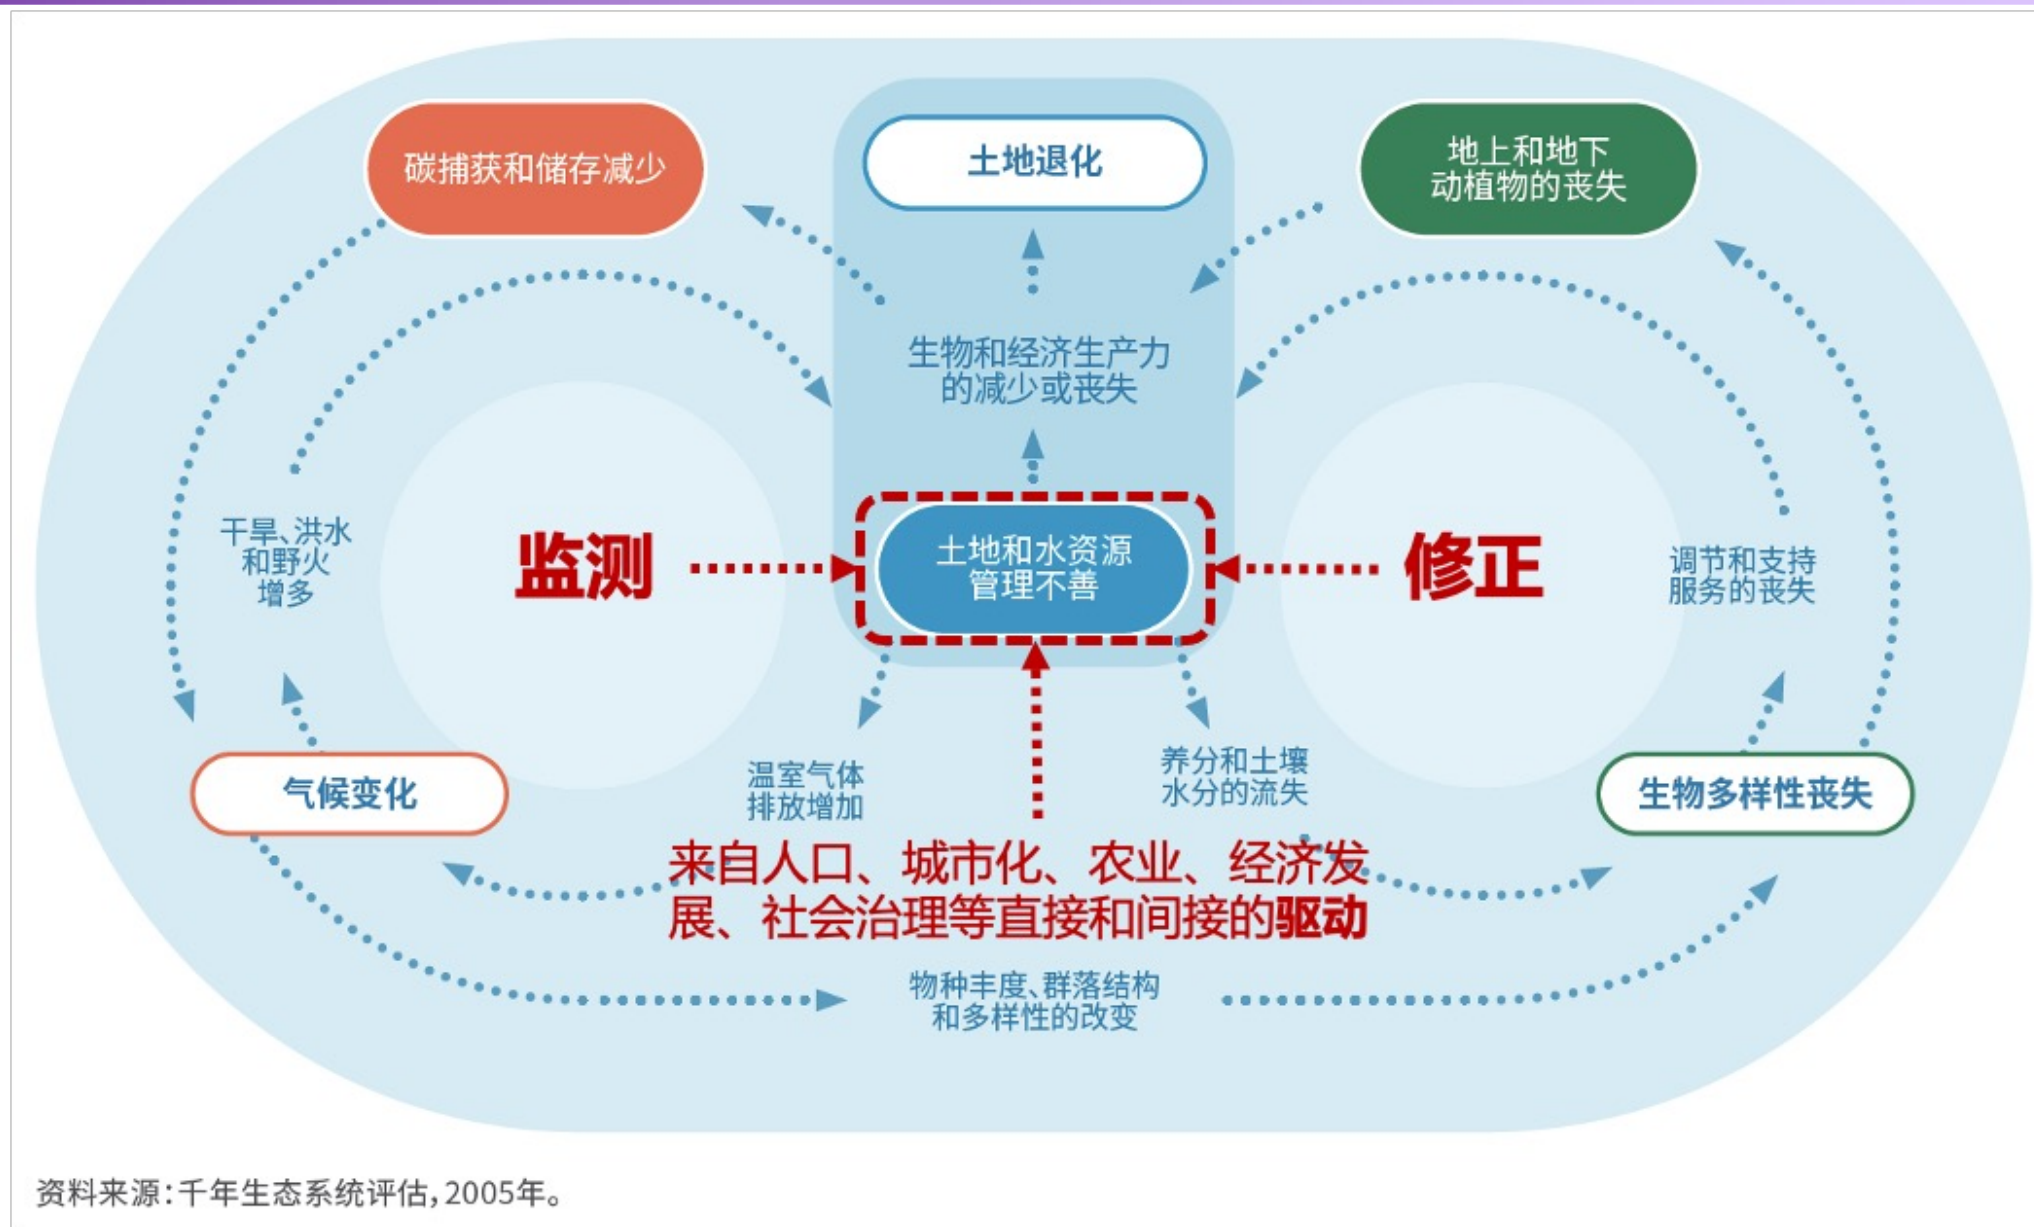 碳捕获和储存减少
土地退化
地上和地下
动植物的丧失
生物和经济生产力
的减少或丧失
干旱、洪水
和野火
增多
监测
土地和水资源
管理不善
修正
调节和支持
服务的丧失
气候变化
温室气体
排放增加
养分和土壤
水分的流失
生物多样性丧失
来自人口、城市化、农业、经济发
展、社会治理等直接和间接的驱动
物种丰度、群落结构
和多样性的改变
资料来源：千年生态系统评估，2005年。